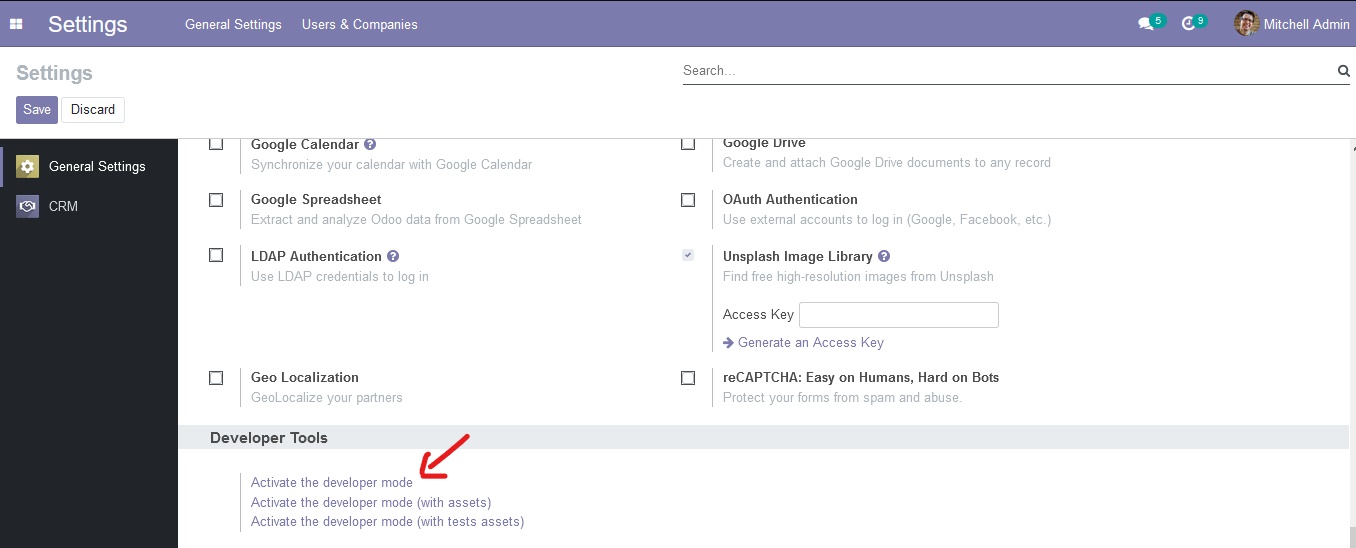 Settings General Settings Users & Companies 5 9 Mitchell Admin
Settings
Search...
Save Discard
General Settings
CRM
Google Calendar ?
Synchronize your calendar with Google Calendar
Google Drive
Create and attach Google Drive documents to any record
Google Spreadsheet
Extract and analyze Odoo data from Google Spreadsheet
OAuth Authentication
Use external accounts to log in (Google, Facebook, etc.)
LDAP Authentication ?
Use LDAP credentials to log in
Unsplash Image Library ?
Find free high-resolution images from Unsplash
Access Key
Generate an Access Key
Geo Localization
GeoLocalize your partners
reCAPTCHA: Easy on Humans, Hard on Bots
Protect your forms from spam and abuse.
Developer Tools
Activate the developer mode
Activate the developer mode (with assets)
Activate the developer mode (with tests assets)